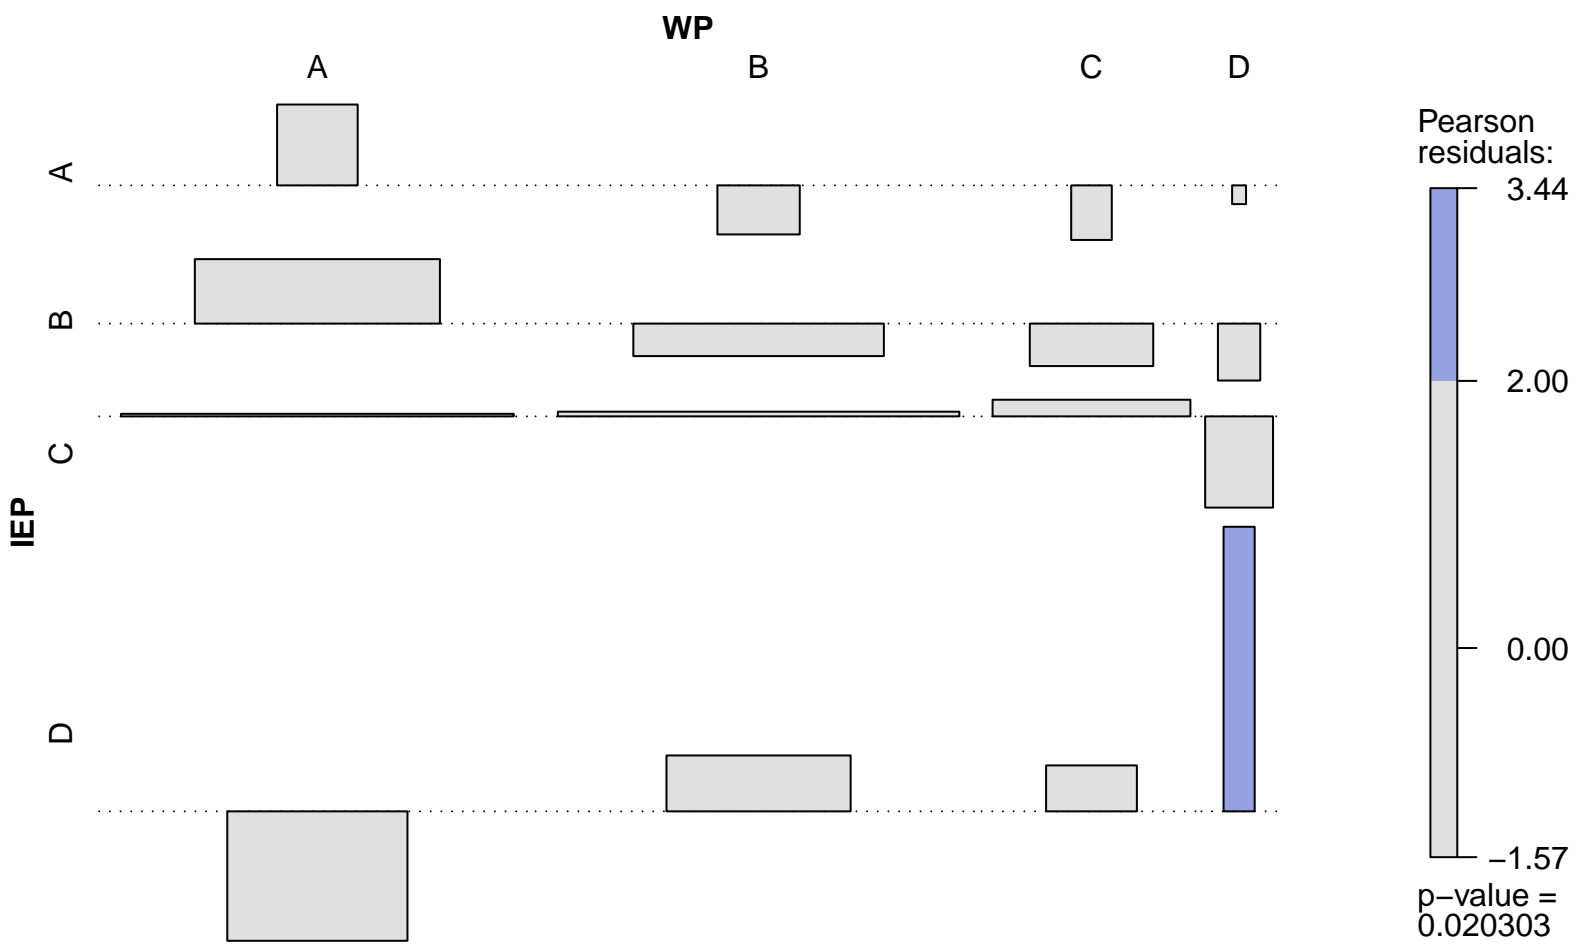 WP
A B C D
A
B
C
D
IEP
Pearson
residuals:
3.44
2.00
0.00
−1.57
p−value =
0.020303